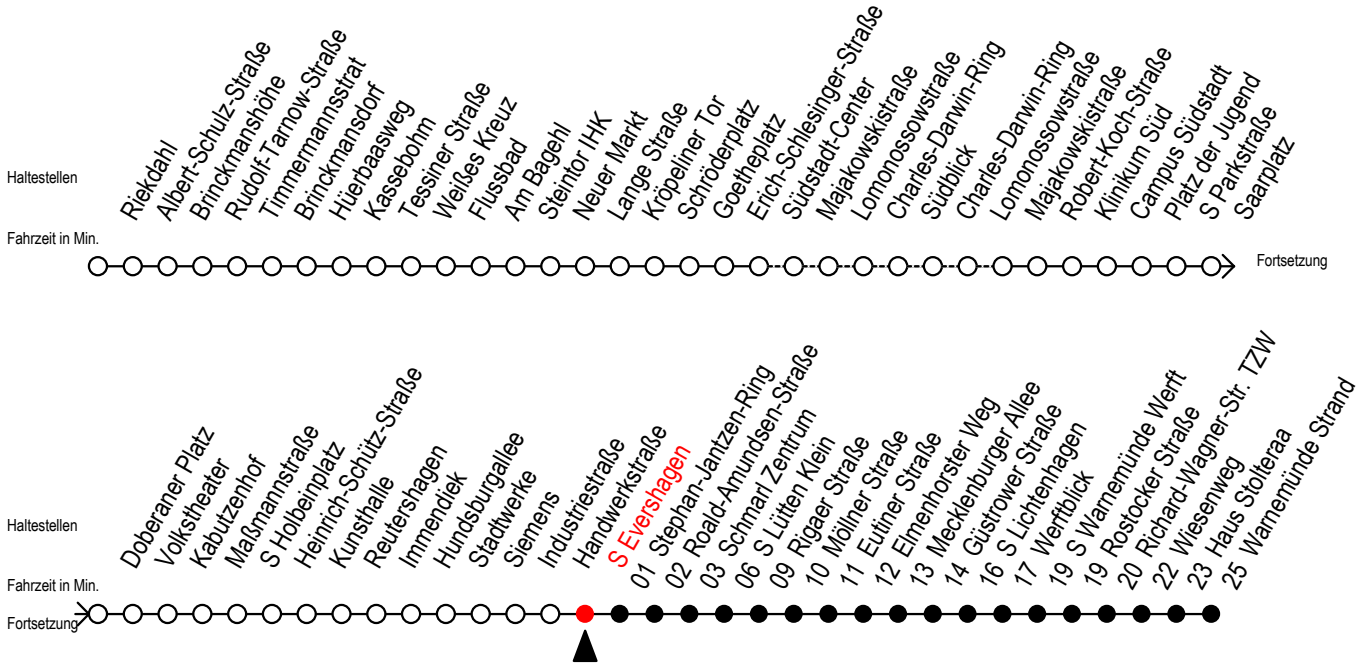 Haltestellen
Riekdahl
Albert-Schulz-Straße
Brinckmanshöhe
Rudolf-Tarnow-Straße
Timmermannsstrat
Brinckmansdorf
Hüerbaasweg
Kassebohm
Tessiner Straße
Weißes Kreuz
Flussbad
Am Bagehl
Steintor IHK
Neuer Markt
Lange Straße
Kröpeliner Tor
Schröderplatz
Goetheplatz
Erich-Schlesinger-Straße
Südstadt-Center
Majakowskistraße
Lomonossowstraße
Charles-Darwin-Ring
Südblick
Charles-Darwin-Ring
Lomonossowstraße
Majakowskistraße
Robert-Koch-Straße
Klinikum Süd
Campus Südstadt
Platz der Jugend
S Parkstraße
Saarplatz
Fahrzeit in Min.
Fortsetzung
Haltestellen
Doberaner Platz
Volkstheater
Kabutzenhof
Maßmannstraße
S Holbeinplatz
Heinrich-Schütz-Straße
Kunsthalle
Reutershagen
Immendiek
Hundsburgallee
Stadtwerke
Siemens
Industriestraße
Handwerkstraße
S Evershagen
01 Stephan-Jantzen-Ring
02 Roald-Amundsen-Straße
03 Schmarl Zentrum
06 S Lütten Klein
09 Rigaer Straße
10 Möllner Straße
11 Eutiner Straße
12 Elmenhorster Weg
13 Mecklenburger Allee
14 Güstrower Straße
16 S Lichtenhagen
17 Werftblick
19 S Warnemünde Werft
19 Rostocker Straße
20 Richard-Wagner-Str. TZW
22 Wiesenweg
23 Haus Stolteraa
25 Warnemünde Strand
Fahrzeit in Min.
Fortsetzung